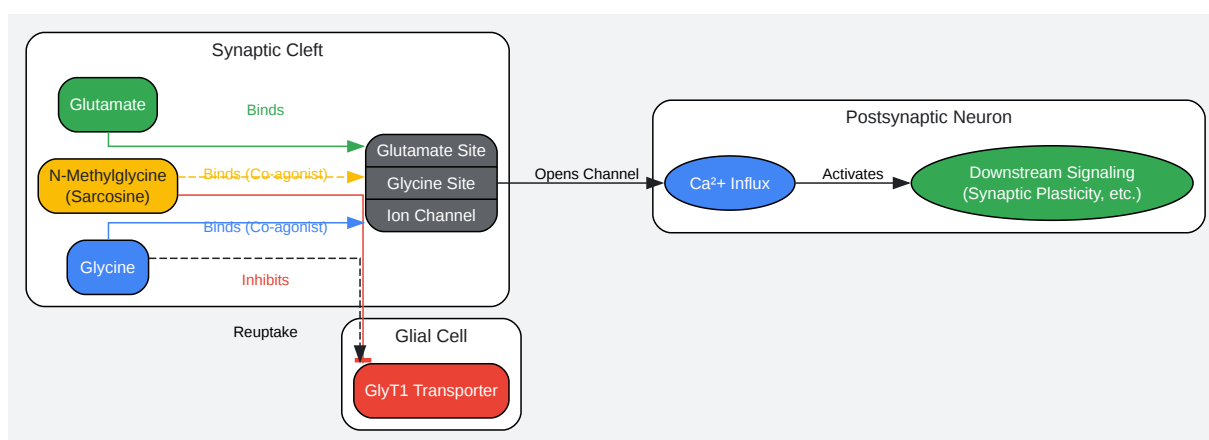 Synaptic Cleft
Glutamate
Binds
N-Methylglycine
(Sarcosine)
Binds (Co-agonist)
Glycine
Binds (Co-agonist)
Inhibits
Reuptake
Glutamate Site
Glycine Site
Ion Channel
Opens Channel
Postsynaptic Neuron
Ca²+ Influx
Activates
Downstream Signaling
(Synaptic Plasticity, etc.)
Glial Cell
GlyT1 Transporter